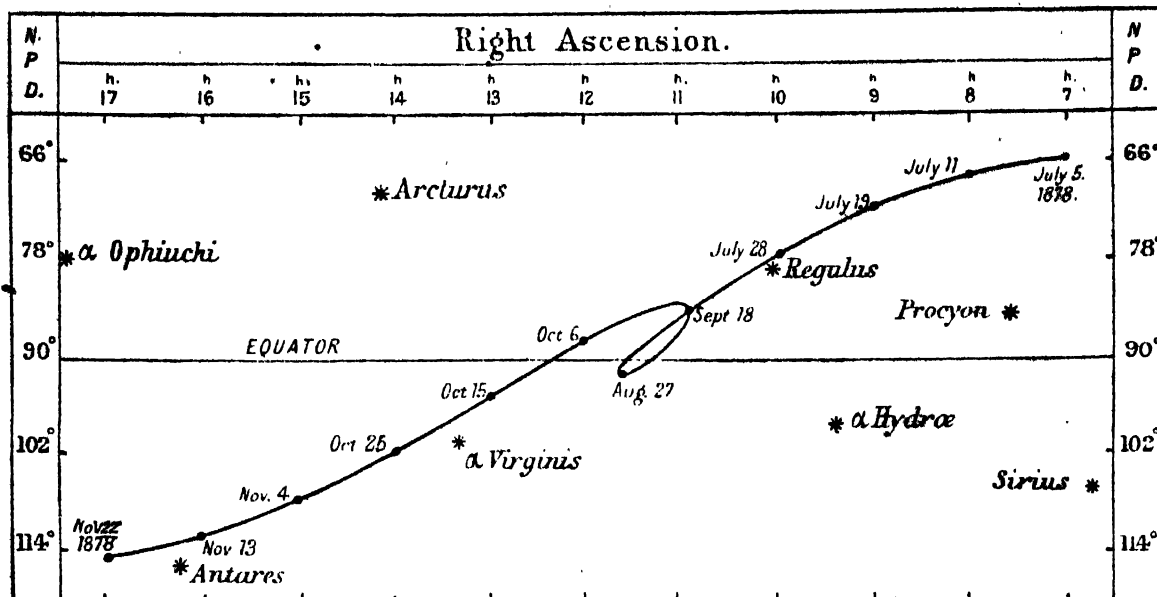 N. Right Ascension. N
P P
D. h. 17 h 16 h. 15 h 14 h 13 h 12 h. 11 h 10 h 9 h 8 h. 7 D.
66° July 11 66°
July 5.
1878.
Arcturus July 19
78° α Ophiuchi July 28 78°
Regulus
Sept 18 Procyon
Oct 6
90° EQUATOR 90°
Aug. 27
Oct 15
α Hydræ
102° Oct 25 α Virginis 102°
Sirius
Nov. 4
Nov 22
1878
114° Nov 13 114°
Antares